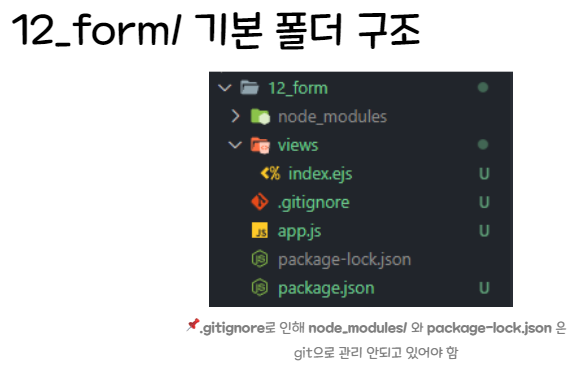 12_form/ 기본 폴더 구조
12_form
node_modules
views
<% index.ejs U
.gitignore U
JS app.js U
package-lock.json
package.json U
📌.gitignore로 인해 node_modules/ 와 package-lock.json 은
git으로 관리 안되고 있어야 함